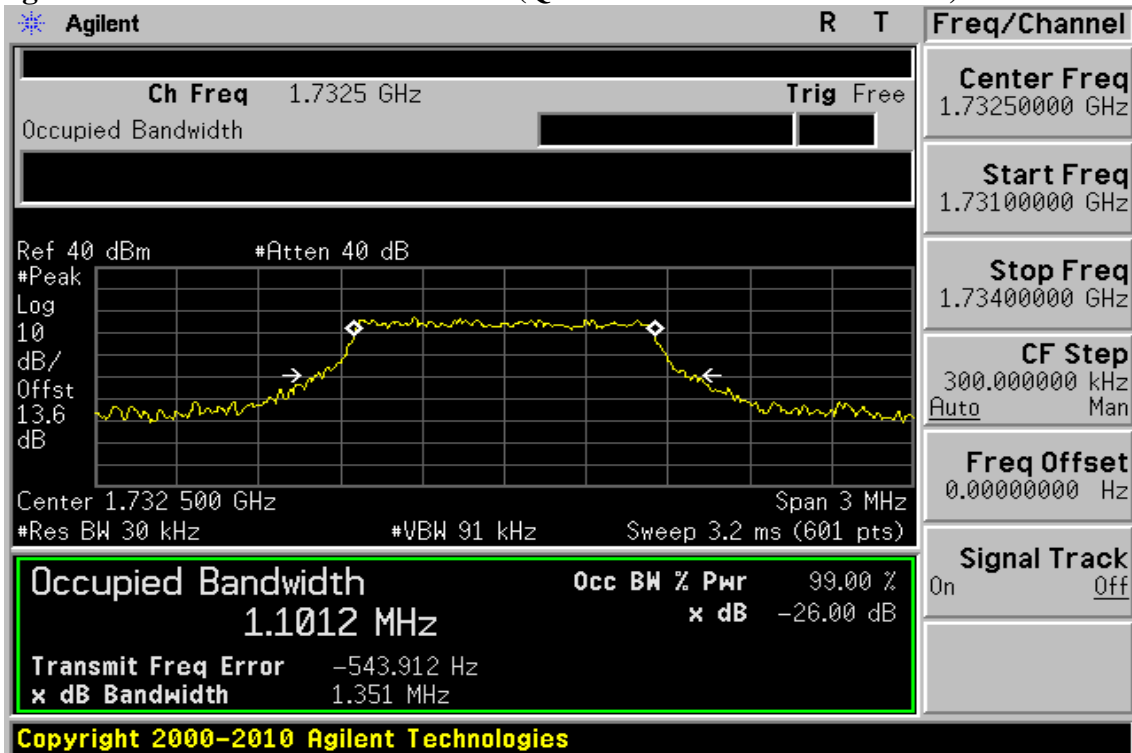 Agilent R T Freq/Channel
Ch Freq 1.7325 GHz Trig Free
Occupied Bandwidth
Center Freq
1.73250000 GHz
Start Freq
1.73100000 GHz
Stop Freq
1.73400000 GHz
CF Step
300.000000 kHz
Auto Man
Freq Offset
0.00000000 Hz
Signal Track
On Off
Ref 40 dBm #Atten 40 dB
#Peak
Log
10
dB/
Offst
13.6
dB
Center 1.732 500 GHz Span 3 MHz
#Res BW 30 kHz #VBW 91 kHz Sweep 3.2 ms (601 pts)
Occupied Bandwidth Occ BW % Pwr 99.00 %
1.1012 MHz x dB -26.00 dB
Transmit Freq Error -543.912 Hz
x dB Bandwidth 1.351 MHz
Copyright 2000-2010 Agilent Technologies